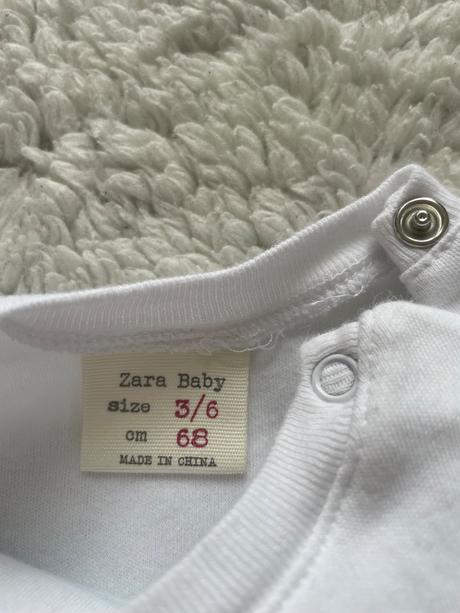 Zara Baby
size 3/6
cm 68
MADE IN CHINA